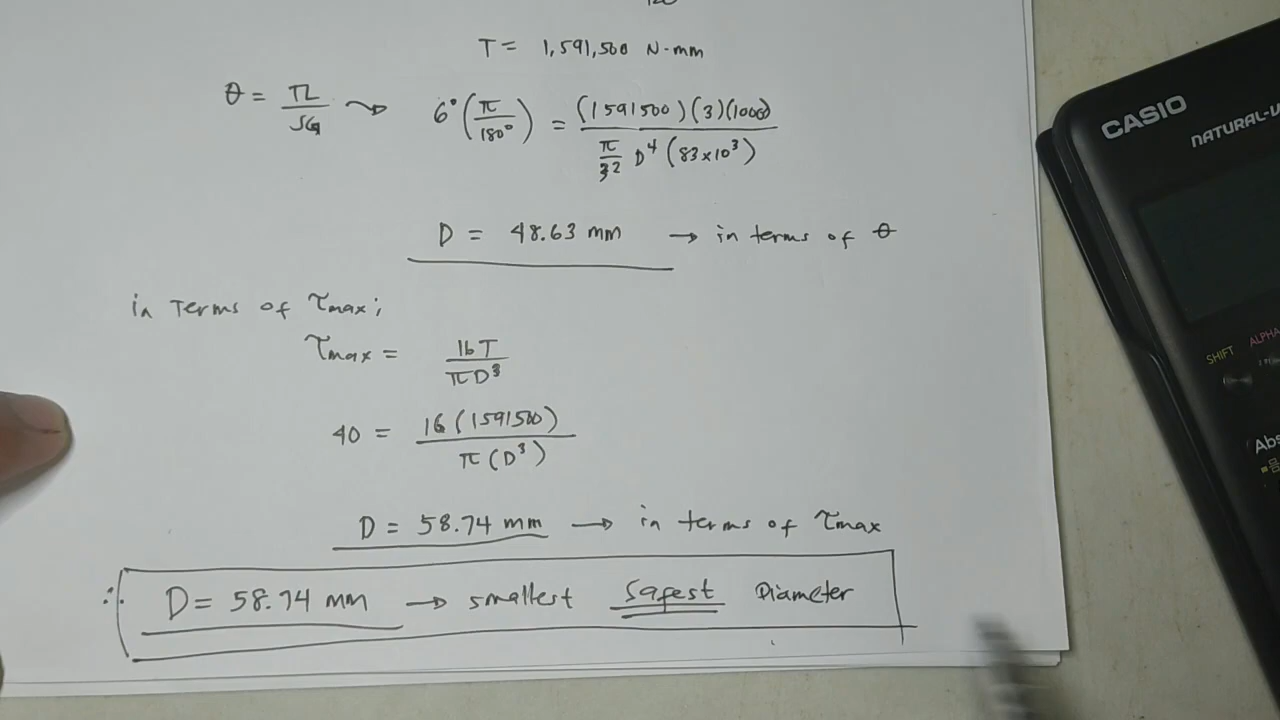 T = 1,591,500 N·mm
θ = TL/JG → 6° (π/180°) = (1591500)(3)(1000) / π/32 D⁴ (83x10³)
D = 48.63 mm → in terms of θ
in terms of τmax;
τmax = 16T/πD³
40 = 16(1591500)/π(D³)
D = 58.74 mm → in terms of τmax
∴ D = 58.74 mm → smallest safest Diameter
CASIO
NATURAL-V
SHIFT ALPHA
Abs